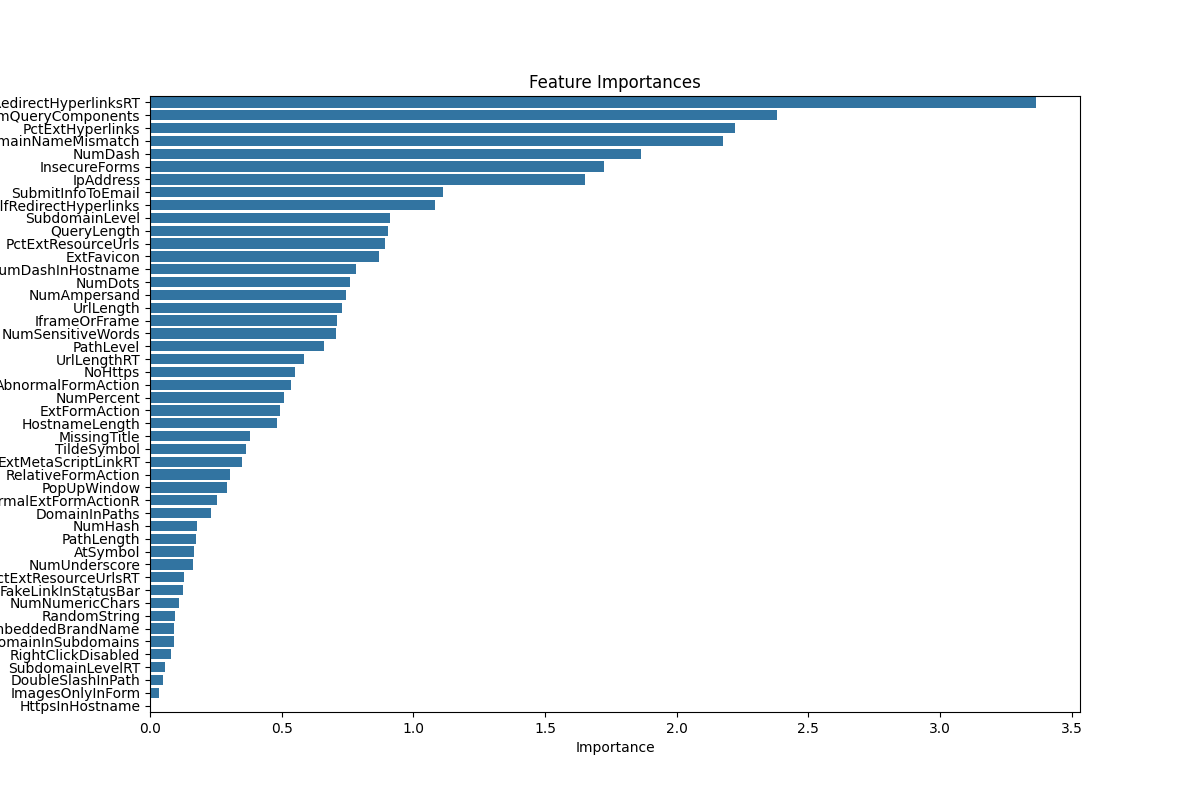 Feature Importances
edirectHyperlinksRT
mQueryComponents
PctExtHyperlinks
mainNameMismatch
NumDash
InsecureForms
IpAddress
SubmitInfoToEmail
lfRedirectHyperlinks
SubdomainLevel
QueryLength
PctExtResourceUrls
ExtFavicon
umDashInHostname
NumDots
NumAmpersand
UrlLength
IframeOrFrame
NumSensitiveWords
PathLevel
UrlLengthRT
NoHttps
AbnormalFormAction
NumPercent
ExtFormAction
HostnameLength
MissingTitle
TildeSymbol
ExtMetaScriptLinkRT
RelativeFormAction
PopUpWindow
rmalExtFormActionR
DomainInPaths
NumHash
PathLength
AtSymbol
NumUnderscore
ctExtResourceUrlsRT
FakeLinkInStatusBar
NumNumericChars
RandomString
beddedBrandName
omainInSubdomains
RightClickDisabled
SubdomainLevelRT
DoubleSlashInPath
ImagesOnlyInForm
HttpsInHostname
0.0 0.5 1.0 1.5 2.0 2.5 3.0 3.5
Importance